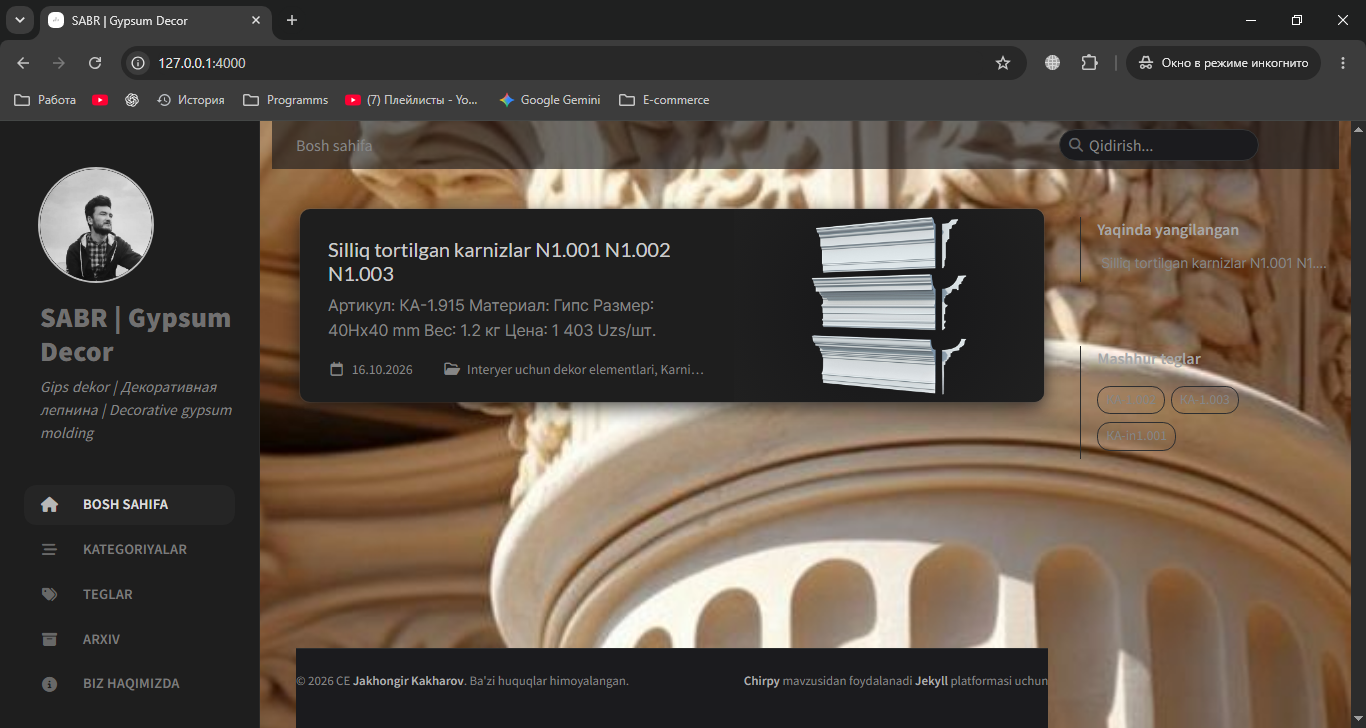 SABR | Gypsum Decor
127.0.0.1:4000
Окно в режиме инкогнито
Работа
История
Programms
(7) Плейлисты - Yo...
Google Gemini
E-commerce
SABR | Gypsum
Decor
Gips dekor | Декоративная
лепнина | Decorative gypsum
molding
BOSH SAHIFA
KATEGORIYALAR
TEGLAR
ARXIV
BIZ HAQIMIZDA
Bosh sahifa
Qidirish...
Silliq tortilgan karnizlar N1.001 N1.002
N1.003
Артикул: KA-1.915 Материал: Гипс Размер:
40Hx40 mm Вес: 1.2 кг Цена: 1 403 Uzs/шт.
16.10.2026
Interyer uchun dekor elementlari, Karni...
Yaqinda yangilangan
Silliq tortilgan karnizlar N1.001 N1....
Mashhur teglar
KA-1.003
KA-in1.001
© 2026 CE Jakhongir Kakharov. Ba'zi huquqlar himoyalangan.
Chirpy mavzusidan foydalanadi Jekyll platformasi uchun